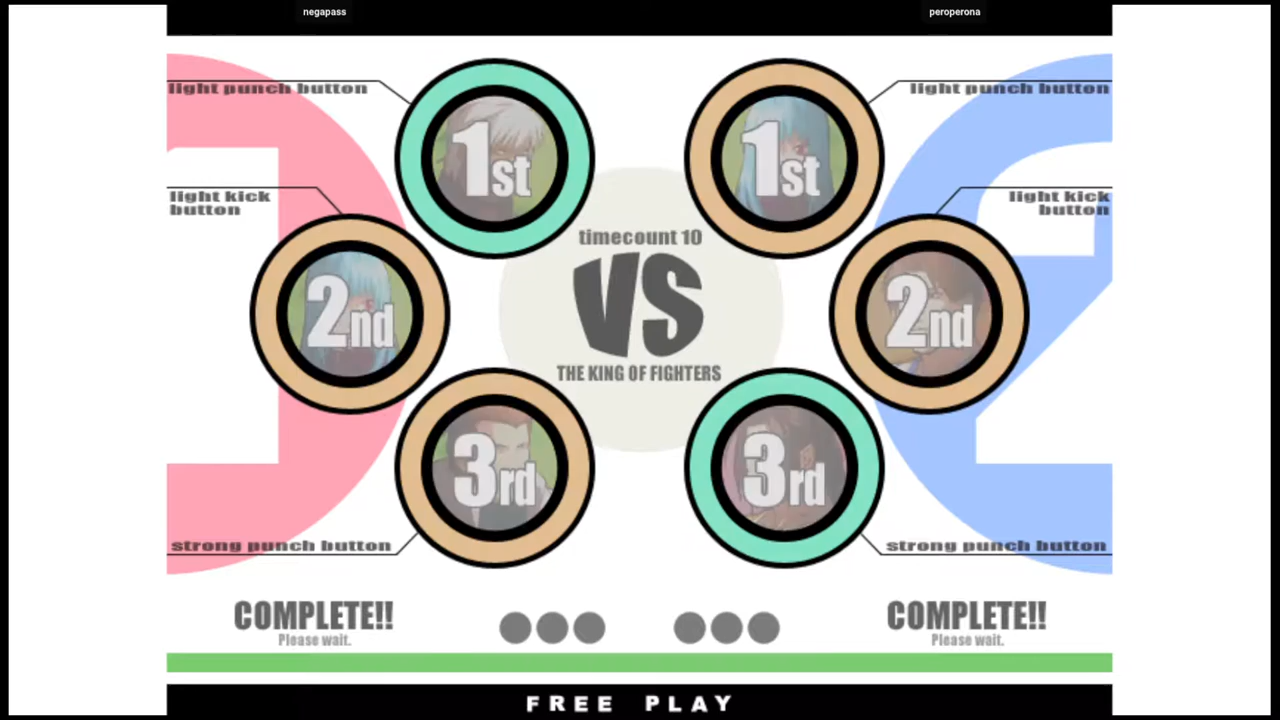 negapass
peroperona
light punch button
light punch button
1st
1st
light kick
button
light kick
button
timecount 10
VS
THE KING OF FIGHTERS
2nd
2nd
3rd
3rd
strong punch button
strong punch button
COMPLETE!!
Please wait.
COMPLETE!!
Please wait.
FREE PLAY